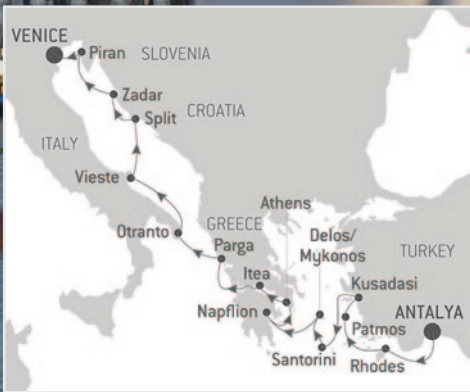 VENICE
Piran
SLOVENIA
Zadar
CROATIA
Split
ITALY
Vieste
Athens
GREECE
Delos/
Mykonos
Otranto
Parga
TURKEY
Itea
Kusadasi
Napflion
ANTALYA
Patmos
Santorini
Rhodes